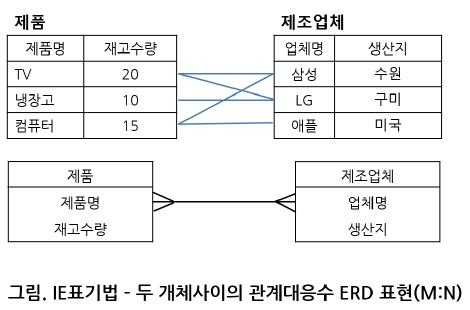 제품 제조업체
제품명 재고수량 업체명 생산지
TV 20 삼성 수원
냉장고 10 LG 구미
컴퓨터 15 애플 미국
제품 제조업체
제품명 업체명
재고수량 생산지
그림. IE표기법 - 두 개체사이의 관계대응수 ERD 표현(M:N)